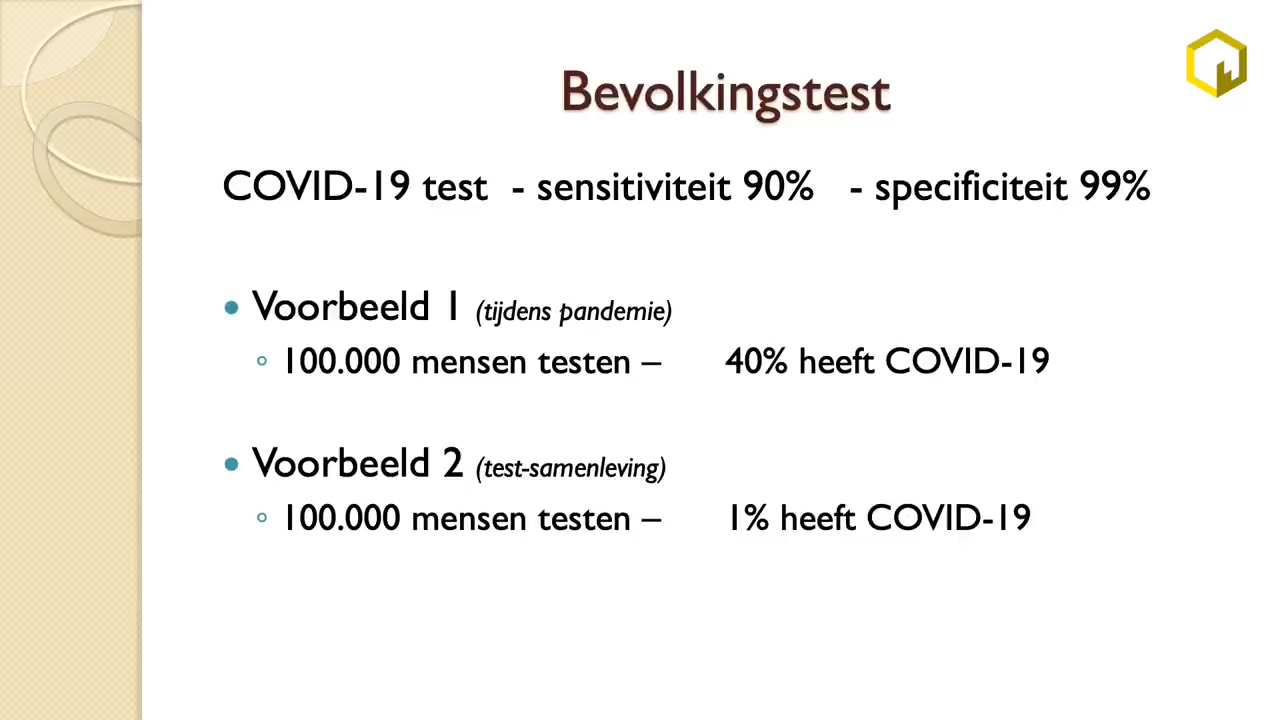 Bevolkingstest
COVID-19 test - sensitiviteit 90% - specificiteit 99%
• Voorbeeld 1 (tijdens pandemie)
◦ 100.000 mensen testen – 40% heeft COVID-19
• Voorbeeld 2 (test-samenleving)
◦ 100.000 mensen testen – 1% heeft COVID-19